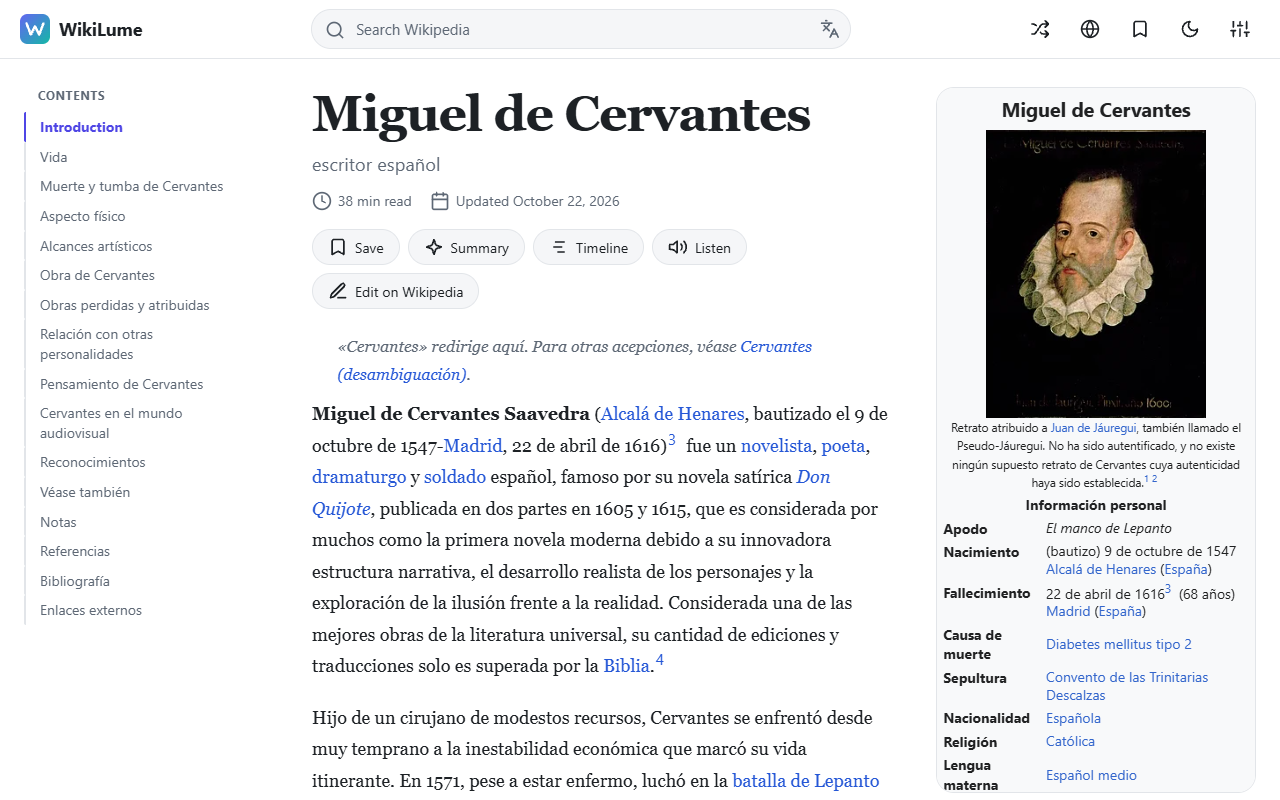 WikiLume
Search Wikipedia
CONTENTS
Introduction
Vida
Muerte y tumba de Cervantes
Aspecto físico
Alcances artísticos
Obra de Cervantes
Obras perdidas y atribuidas
Relación con otras
personalidades
Pensamiento de Cervantes
Cervantes en el mundo
audiovisual
Reconocimientos
Véase también
Notas
Referencias
Bibliografía
Enlaces externos
Miguel de Cervantes
escritor español
38 min read
Updated October 22, 2026
Save
Summary
Timeline
Listen
Edit on Wikipedia
«Cervantes» redirige aquí. Para otras acepciones, véase Cervantes
(desambiguación).
Miguel de Cervantes Saavedra (Alcalá de Henares, bautizado el 9 de
octubre de 1547-Madrid, 22 de abril de 1616)3 fue un novelista, poeta,
dramaturgo y soldado español, famoso por su novela satírica Don
Quijote, publicada en dos partes en 1605 y 1615, que es considerada por
muchos como la primera novela moderna debido a su innovadora
estructura narrativa, el desarrollo realista de los personajes y la
exploración de la ilusión frente a la realidad. Considerada una de las
mejores obras de la literatura universal, su cantidad de ediciones y
traducciones solo es superada por la Biblia.4
Hijo de un cirujano de modestos recursos, Cervantes se enfrentó desde
muy temprano a la inestabilidad económica que marcó su vida
itinerante. En 1571, pese a estar enfermo, luchó en la batalla de Lepanto
Miguel de Cervantes
Retrato atribuido a Juan de Jáuregui, también llamado el
Pseudo-Jáuregui. No ha sido autentificado, y no existe
ningún supuesto retrato de Cervantes cuya autenticidad
haya sido establecida.1 2
Información personal
Apodo El manco de Lepanto
Nacimiento (bautizo) 9 de octubre de 1547
Alcalá de Henares (España)
Fallecimiento 22 de abril de 16163 (68 años)
Madrid (España)
Causa de
muerte Diabetes mellitus tipo 2
Sepultura Convento de las Trinitarias
Descalzas
Nacionalidad Española
Religión Católica
Lengua
materna Español medio